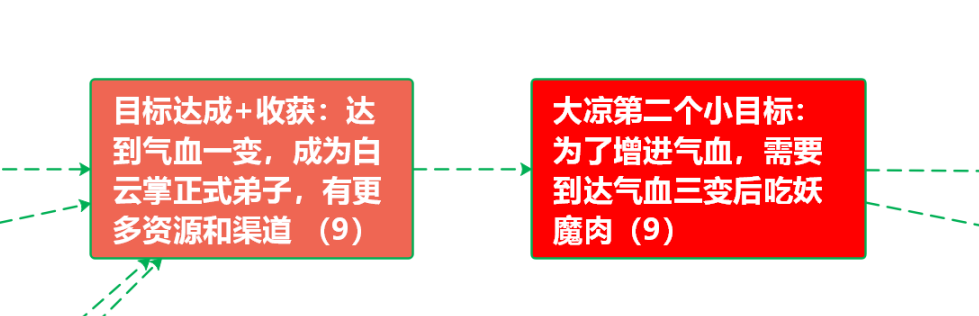 目标达成+收获：达
到气血一变，成为白
云掌正式弟子，有更
多资源和渠道 （9）
大凉第二个小目标：
为了增进气血，需要
到达气血三变后吃妖
魔肉（9）